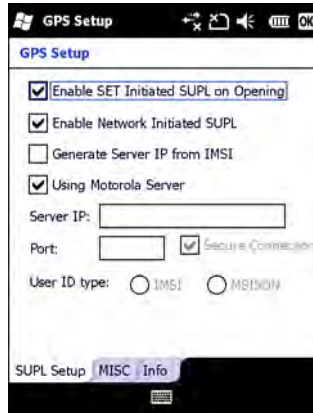 GPS Setup
OK
GPS Setup
Enable SET Initiated SUPL on Opening
Enable Network Initiated SUPL
Generate Server IP from IMSI
Using Motorola Server
Server IP:
Port:
Secure Connection
User ID type:
IMSI
MSISDN
SUPL Setup MISC Info